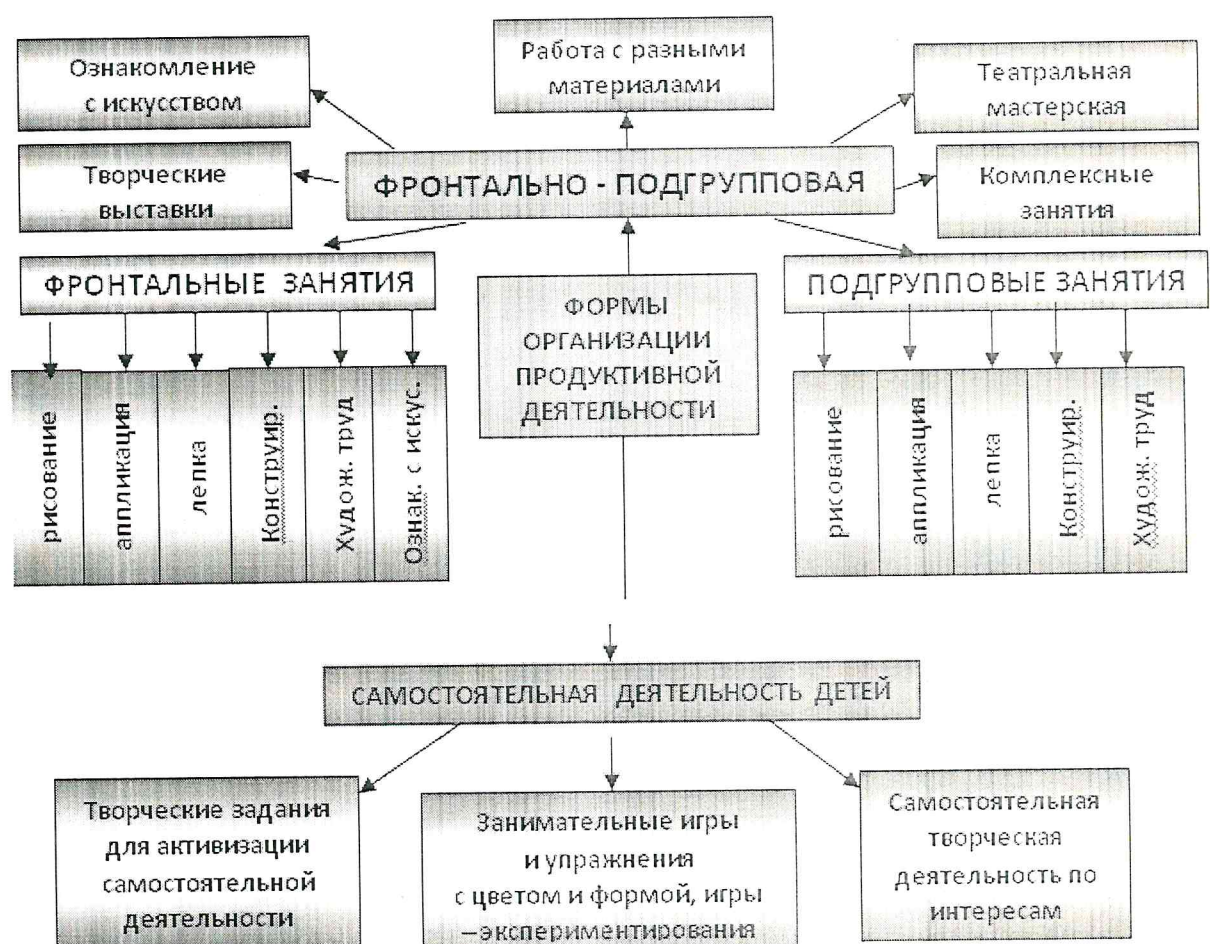 Ознакомление
с искусством
Работа с разными
материалами
Театральная
мастерская
Творческие
выставки
ФРОНТАЛЬНО - ПОДГРУППОВАЯ
Комплексные
занятия
ФРОНТАЛЬНЫЕ ЗАНЯТИЯ
ФОРМЫ
ОРГАНИЗАЦИИ
ПРОДУКТИВНОЙ
ДЕЯТЕЛЬНОСТИ
ПОДГРУППОВЫЕ ЗАНЯТИЯ
рисование
аппликация
лепка
Конструир.
Худож. труд
Ознак. с искус.
рисование
аппликация
лепка
Конструир.
Худож. труд
САМОСТОЯТЕЛЬНАЯ ДЕЯТЕЛЬНОСТЬ ДЕТЕЙ
Творческие задания
для активизации
самостоятельной
деятельности
Занимательные игры
и упражнения
с цветом и формой, игры
–экспериментирования
Самостоятельная
творческая
деятельность по
интересам